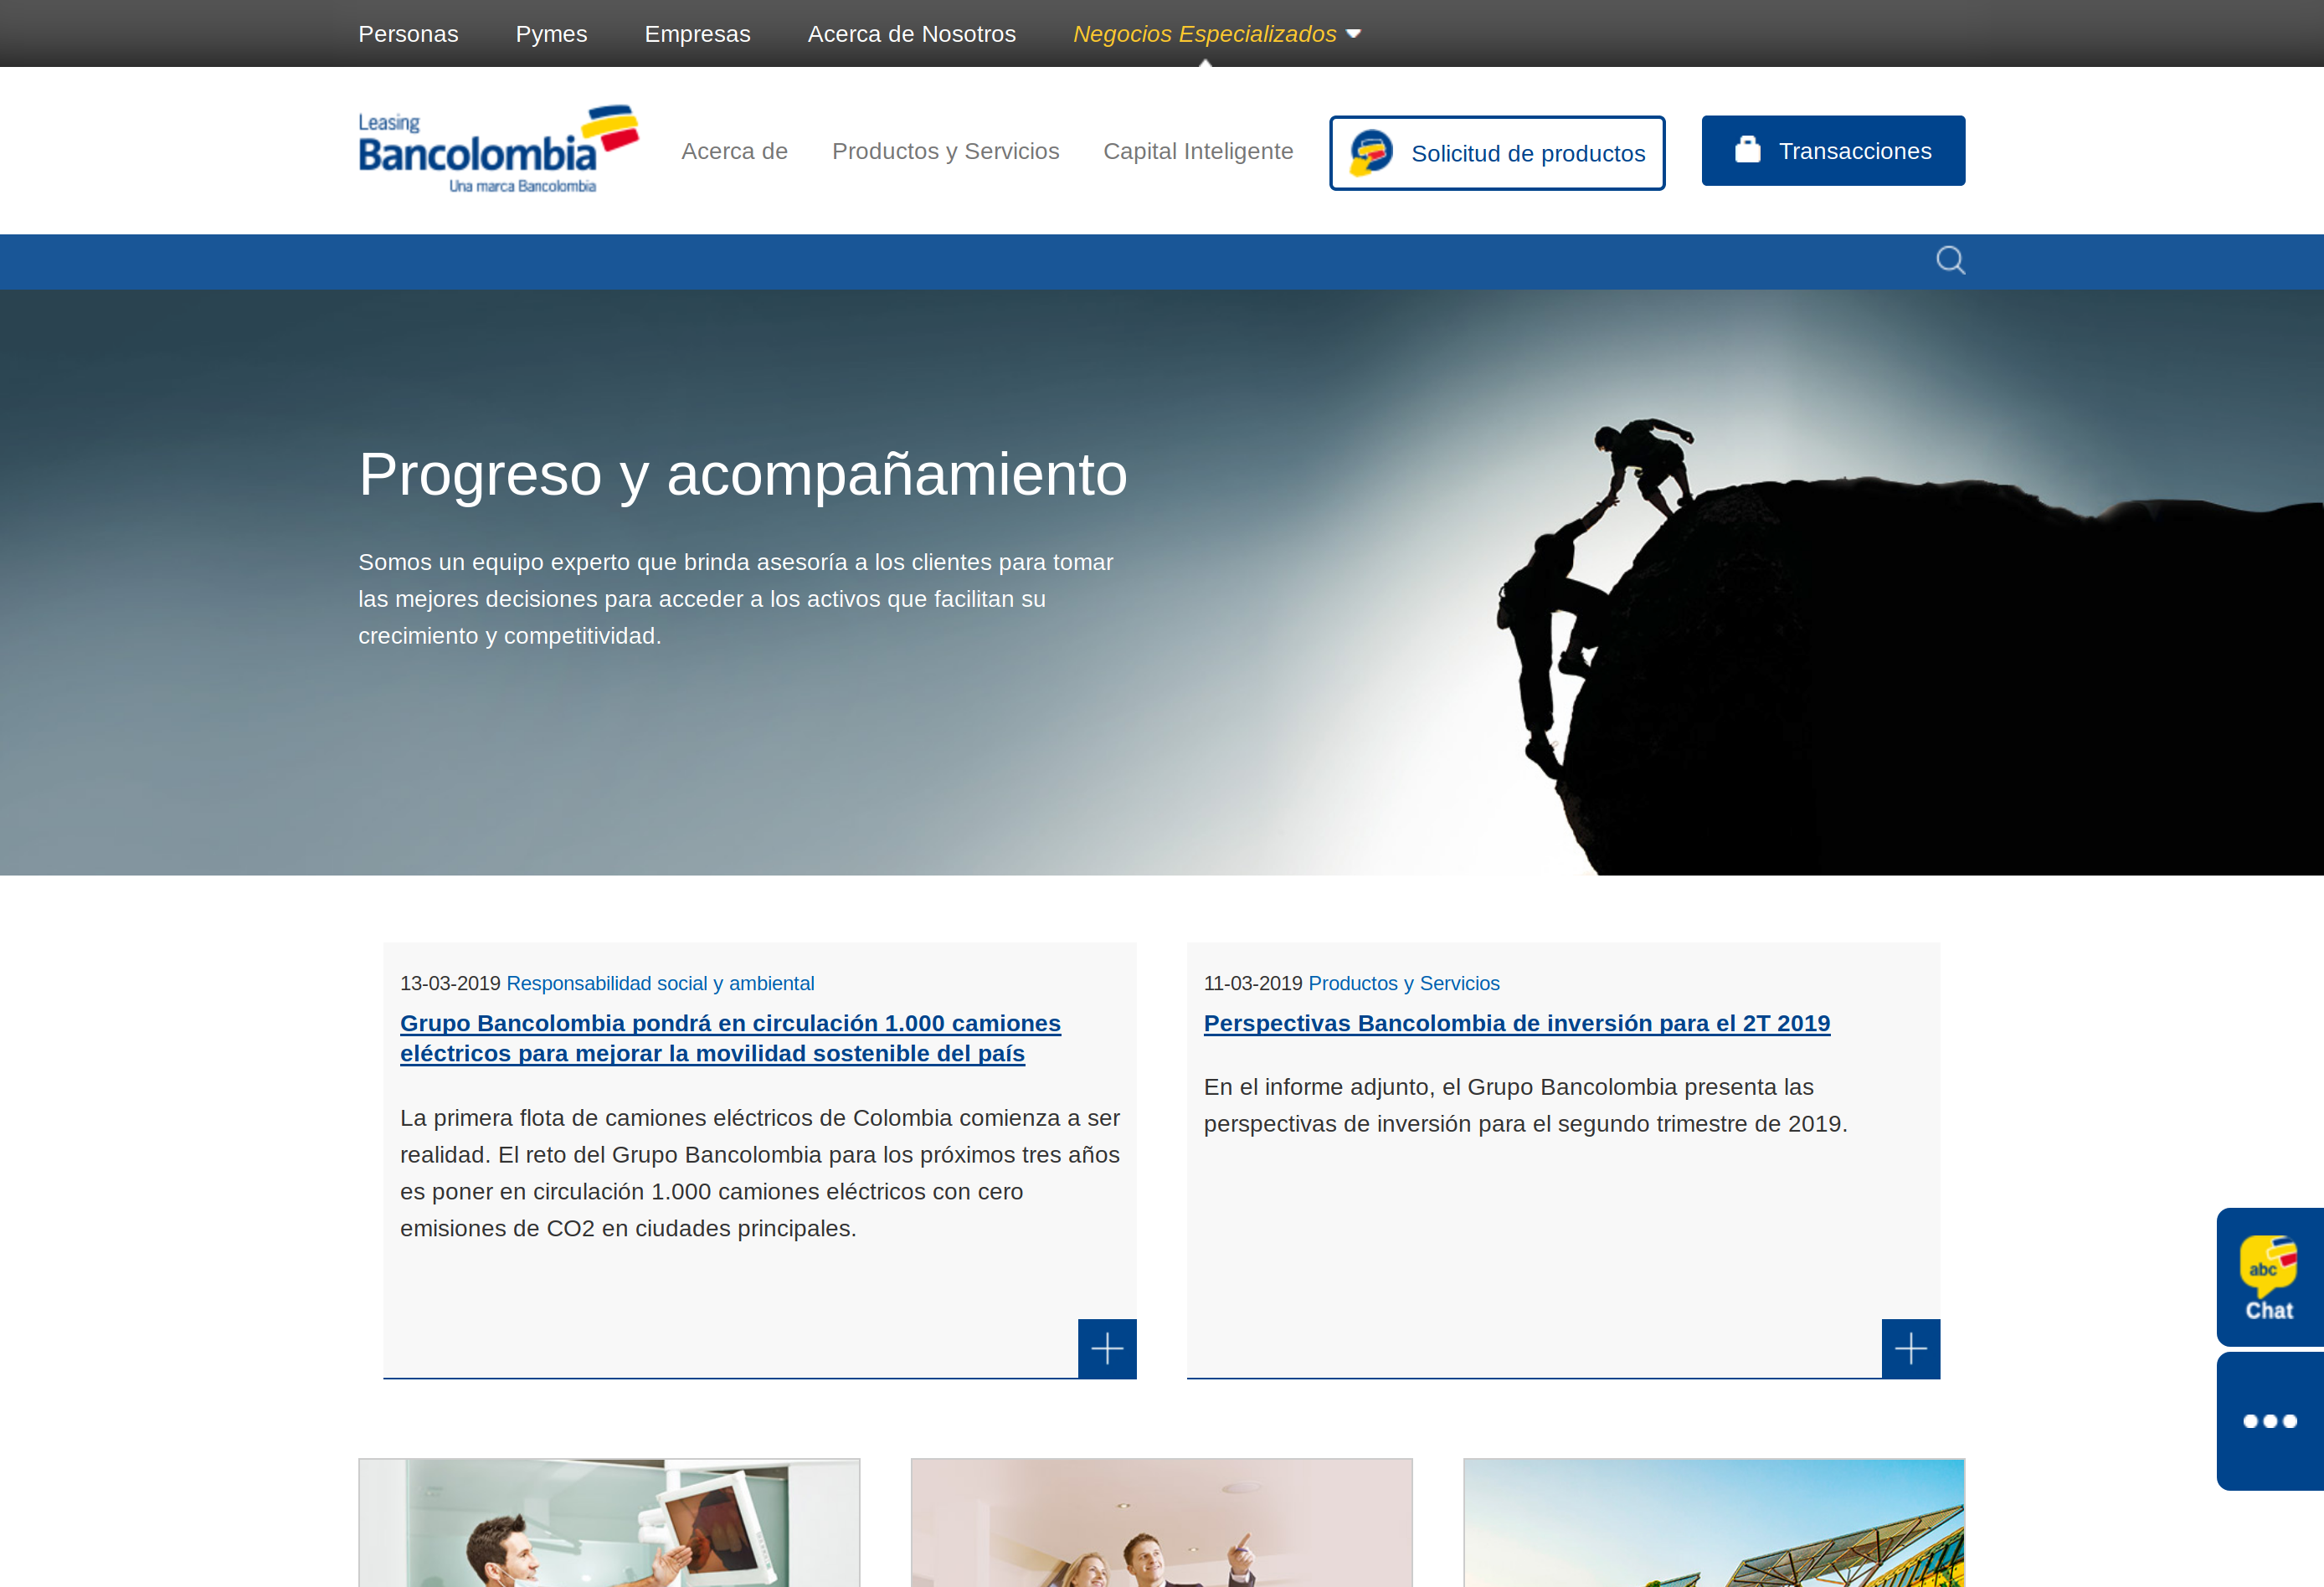 Personas Pymes Empresas Acerca de Nosotros Negocios Especializados
Leasing
Bancolombia
Una marca Bancolombia
Acerca de Productos y Servicios Capital Inteligente Solicitud de productos Transacciones
Progreso y acompañamiento
Somos un equipo experto que brinda asesoría a los clientes para tomar
las mejores decisiones para acceder a los activos que facilitan su
crecimiento y competitividad.
13-03-2019 Responsabilidad social y ambiental
Grupo Bancolombia pondrá en circulación 1.000 camiones
eléctricos para mejorar la movilidad sostenible del país
La primera flota de camiones eléctricos de Colombia comienza a ser
realidad. El reto del Grupo Bancolombia para los próximos tres años
es poner en circulación 1.000 camiones eléctricos con cero
emisiones de CO2 en ciudades principales.
11-03-2019 Productos y Servicios
Perspectivas Bancolombia de inversión para el 2T 2019
En el informe adjunto, el Grupo Bancolombia presenta las
perspectivas de inversión para el segundo trimestre de 2019.
abc
Chat